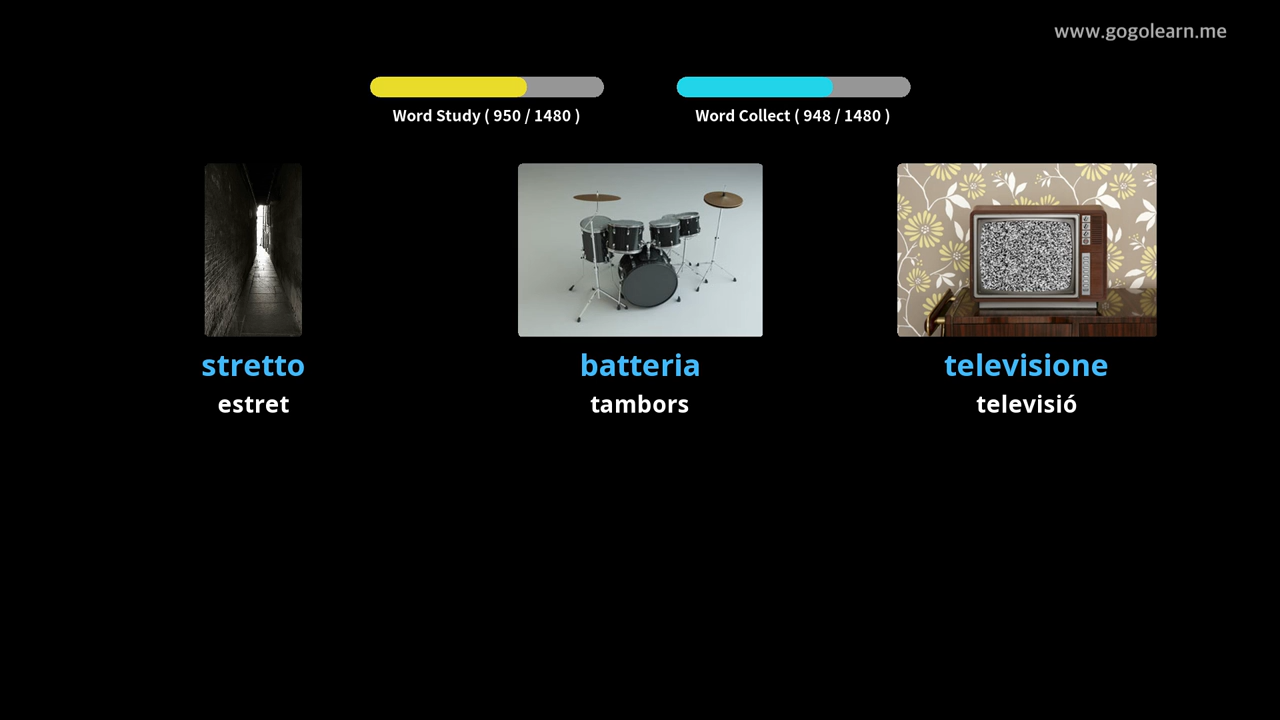 www.gogolearn.me
Word Study ( 950 / 1480 )
Word Collect ( 948 / 1480 )
stretto
batteria
televisione
estret
tambors
televisió